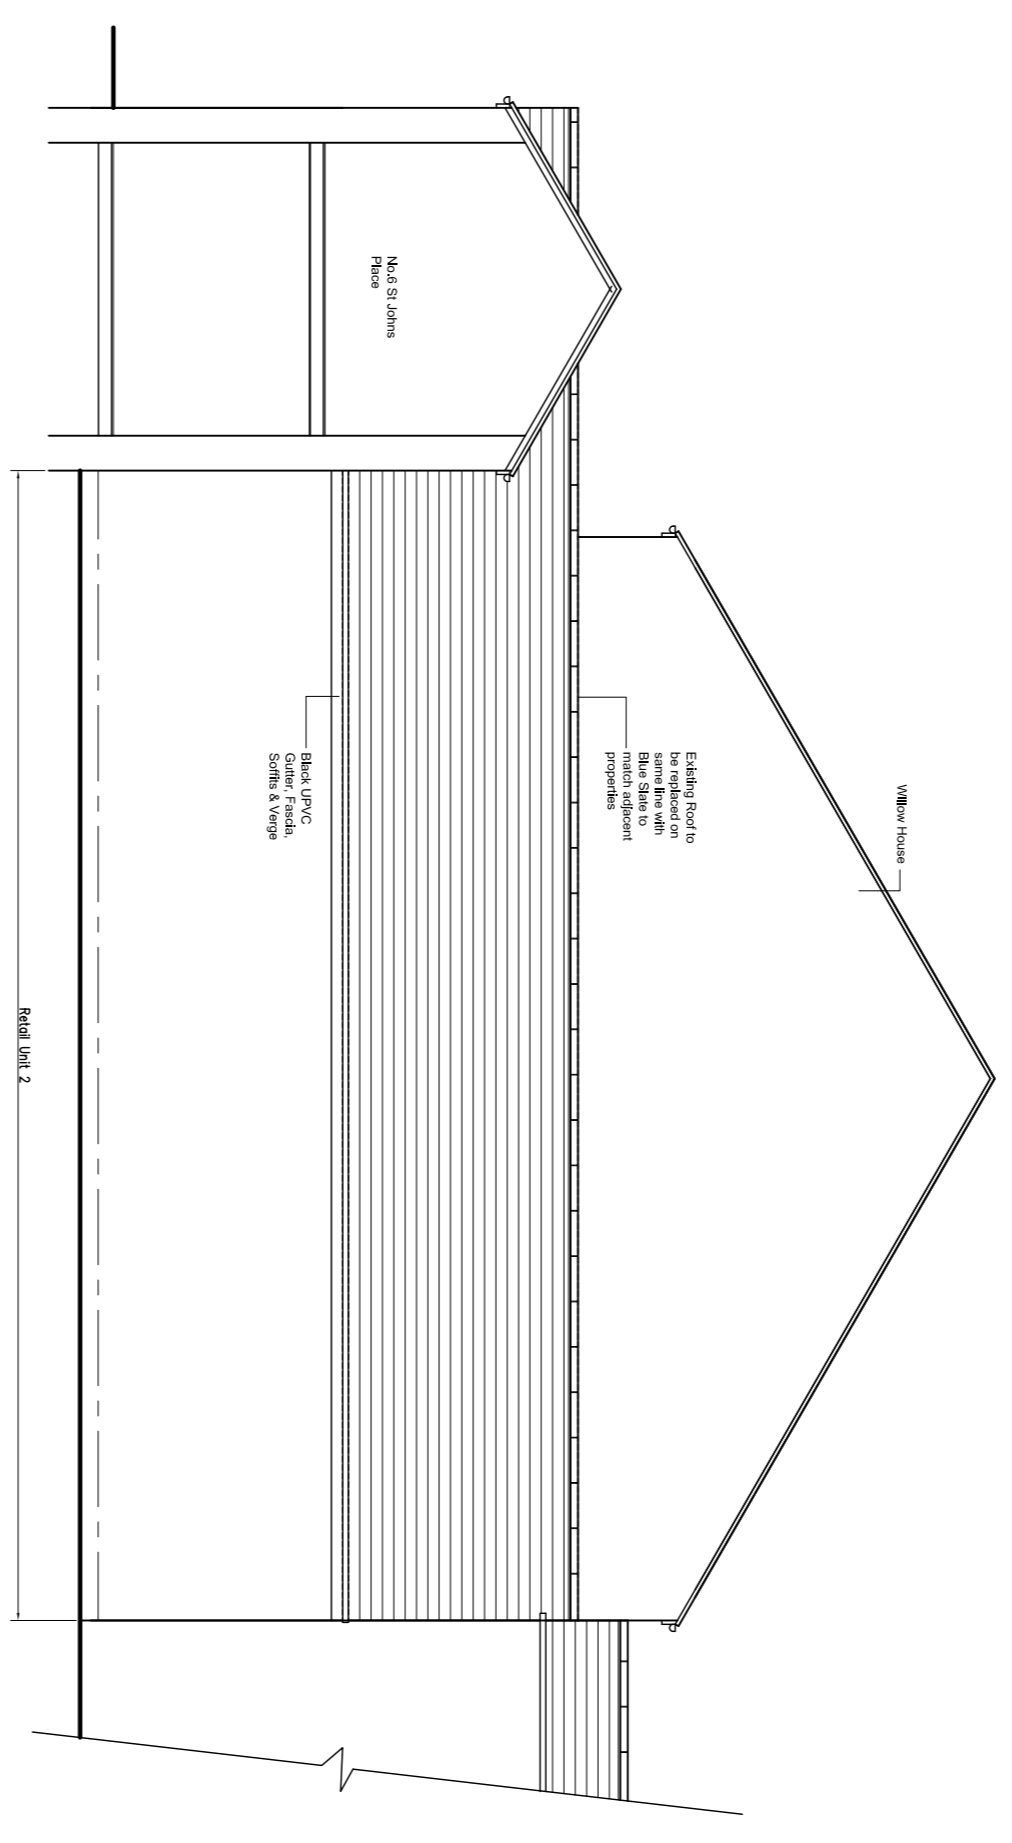 Willow House
Existing Roof to
be replaced on
same line with
Blue Slate to
match adjacent
properties
No.6 St Johns
Place
Black UPVC
Gutter, Fascia,
Soffits & Verge
Retail Unit 2